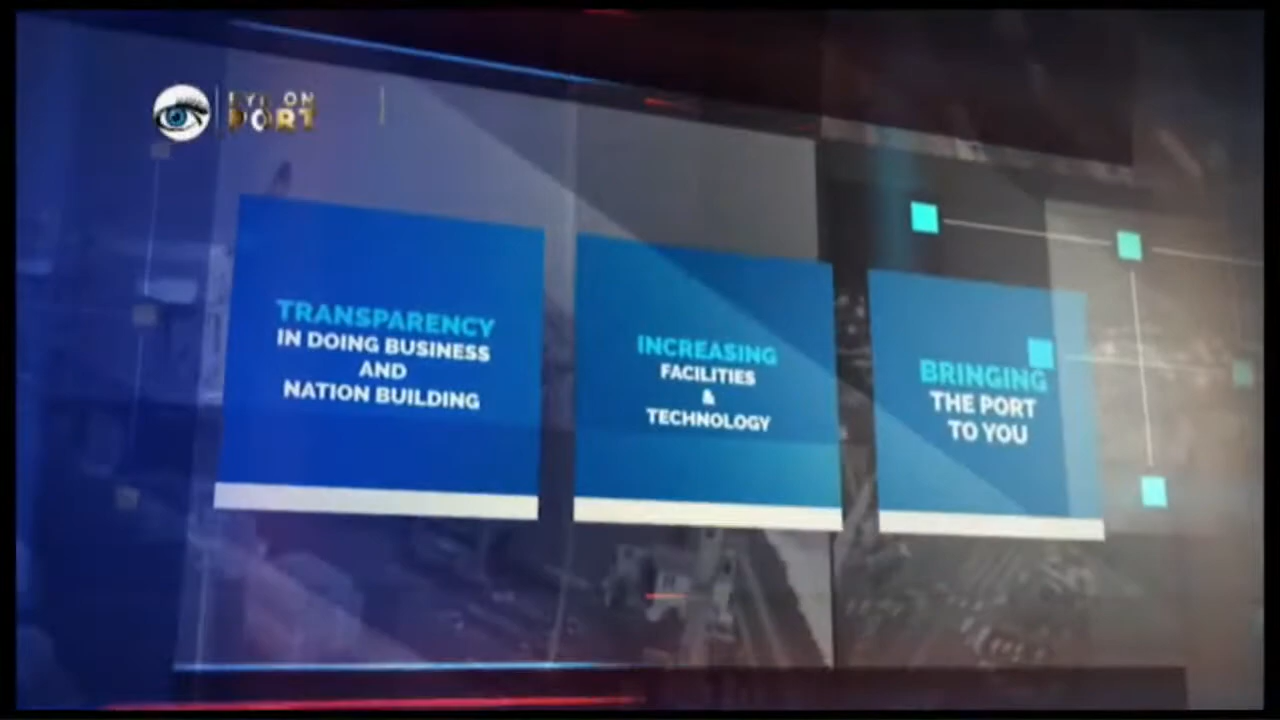 EYE ON
PORT
TRANSPARENCY
IN DOING BUSINESS
AND
NATION BUILDING
INCREASING
FACILITIES
&
TECHNOLOGY
BRINGING
THE PORT
TO YOU